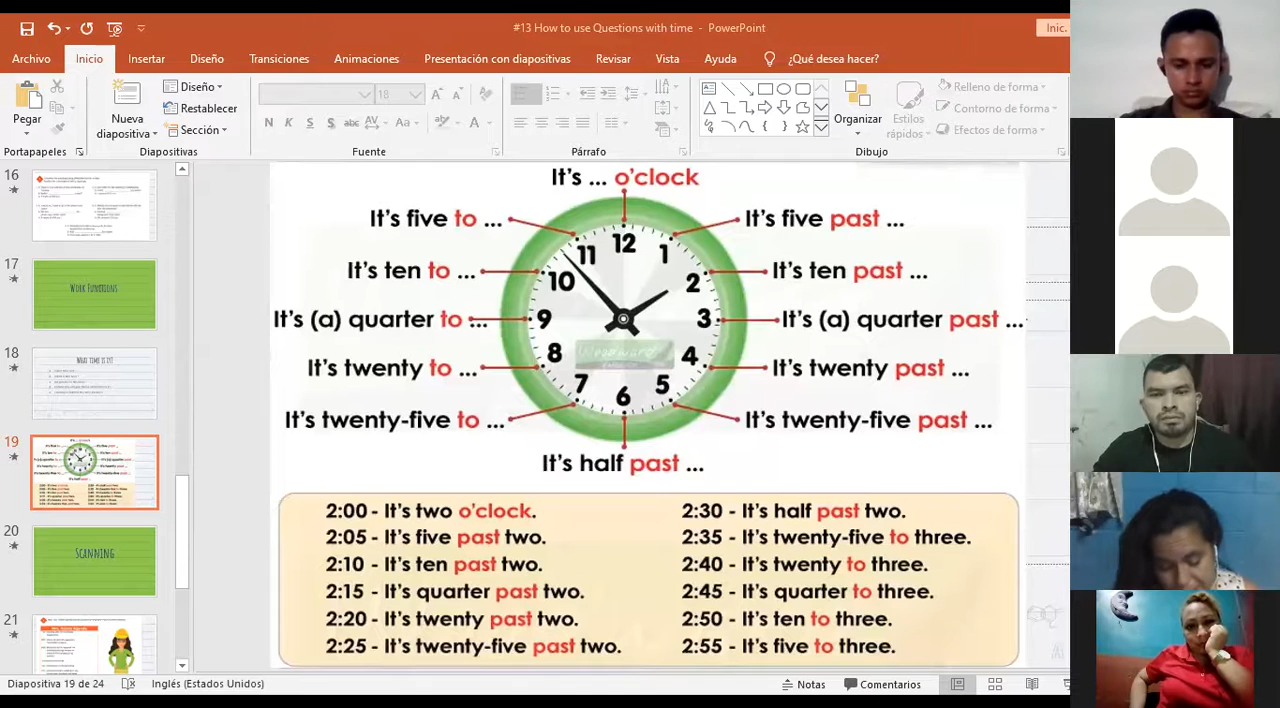 #13 How to use Questions with time - PowerPoint
Inic.
Archivo Inicio Insertar Diseño Transiciones Animaciones Presentación con diapositivas Revisar Vista Ayuda ¿Qué desea hacer?
Pegar
Nueva diapositiva
Diseño
Restablecer
Sección
18
N K S S abc AV Aa A
Organizar
Estilos rápidos
Relleno de forma
Contorno de forma
Efectos de forma
Portapapeles Diapositivas Fuente Párrafo Dibujo
16
17
Work Functions
18
What time is it?
19
20
Scanning
21
It's ... o'clock
It's five to ...
It's five past ...
It's ten to ...
It's ten past ...
It's (a) quarter to ...
It's (a) quarter past ...
It's twenty to ...
It's twenty past ...
It's twenty-five to ...
It's twenty-five past ...
It's half past ...
12
1
2
3
4
5
6
7
8
9
10
11
2:00 - It's two o'clock.
2:05 - It's five past two.
2:10 - It's ten past two.
2:15 - It's quarter past two.
2:20 - It's twenty past two.
2:25 - It's twenty-five past two.
2:30 - It's half past two.
2:35 - It's twenty-five to three.
2:40 - It's twenty to three.
2:45 - It's quarter to three.
2:50 - It's ten to three.
2:55 - It's five to three.
Diapositiva 19 de 24 Inglés (Estados Unidos) Notas Comentarios